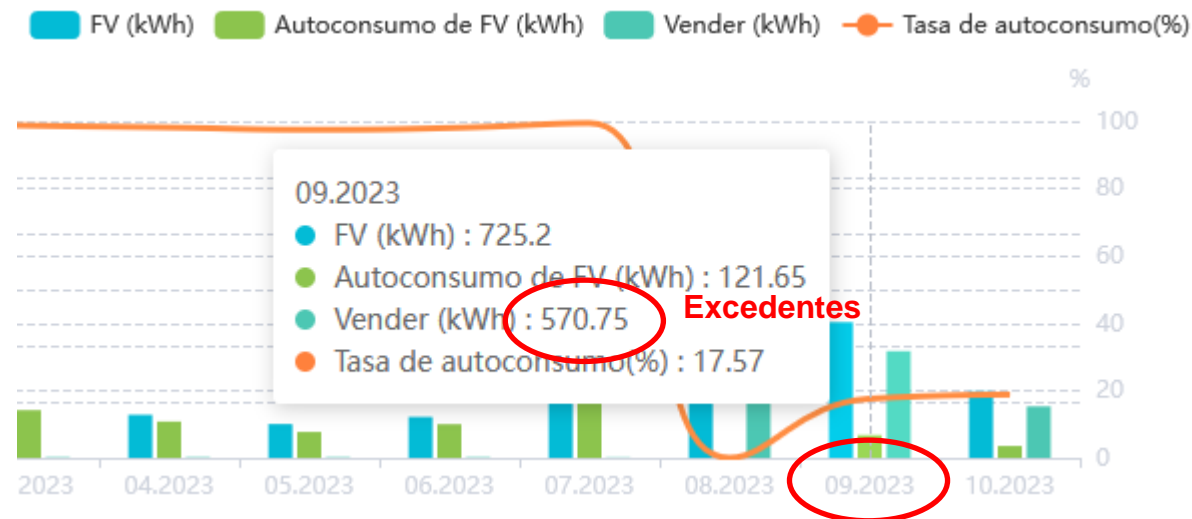 FV (kWh) Autoconsumo de FV (kWh) Vender (kWh) Tasa de autoconsumo(%)
%
100
80
60
40
20
0
09.2023
FV (kWh) : 725.2
Autoconsumo de FV (kWh) : 121.65
Vender (kWh) : 570.75
Excedentes
Tasa de autoconsumo(%) : 17.57
2023 04.2023 05.2023 06.2023 07.2023 08.2023 09.2023 10.2023